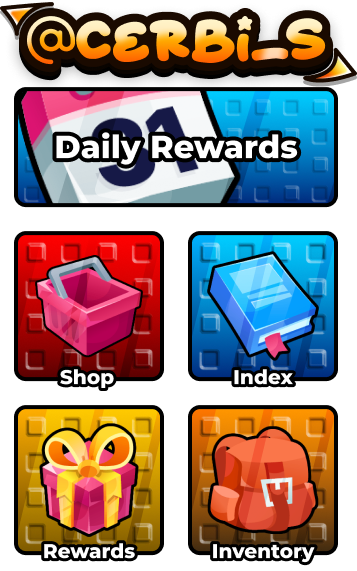 @CERBI_S
31
Daily Rewards
Shop
Index
Rewards
Inventory